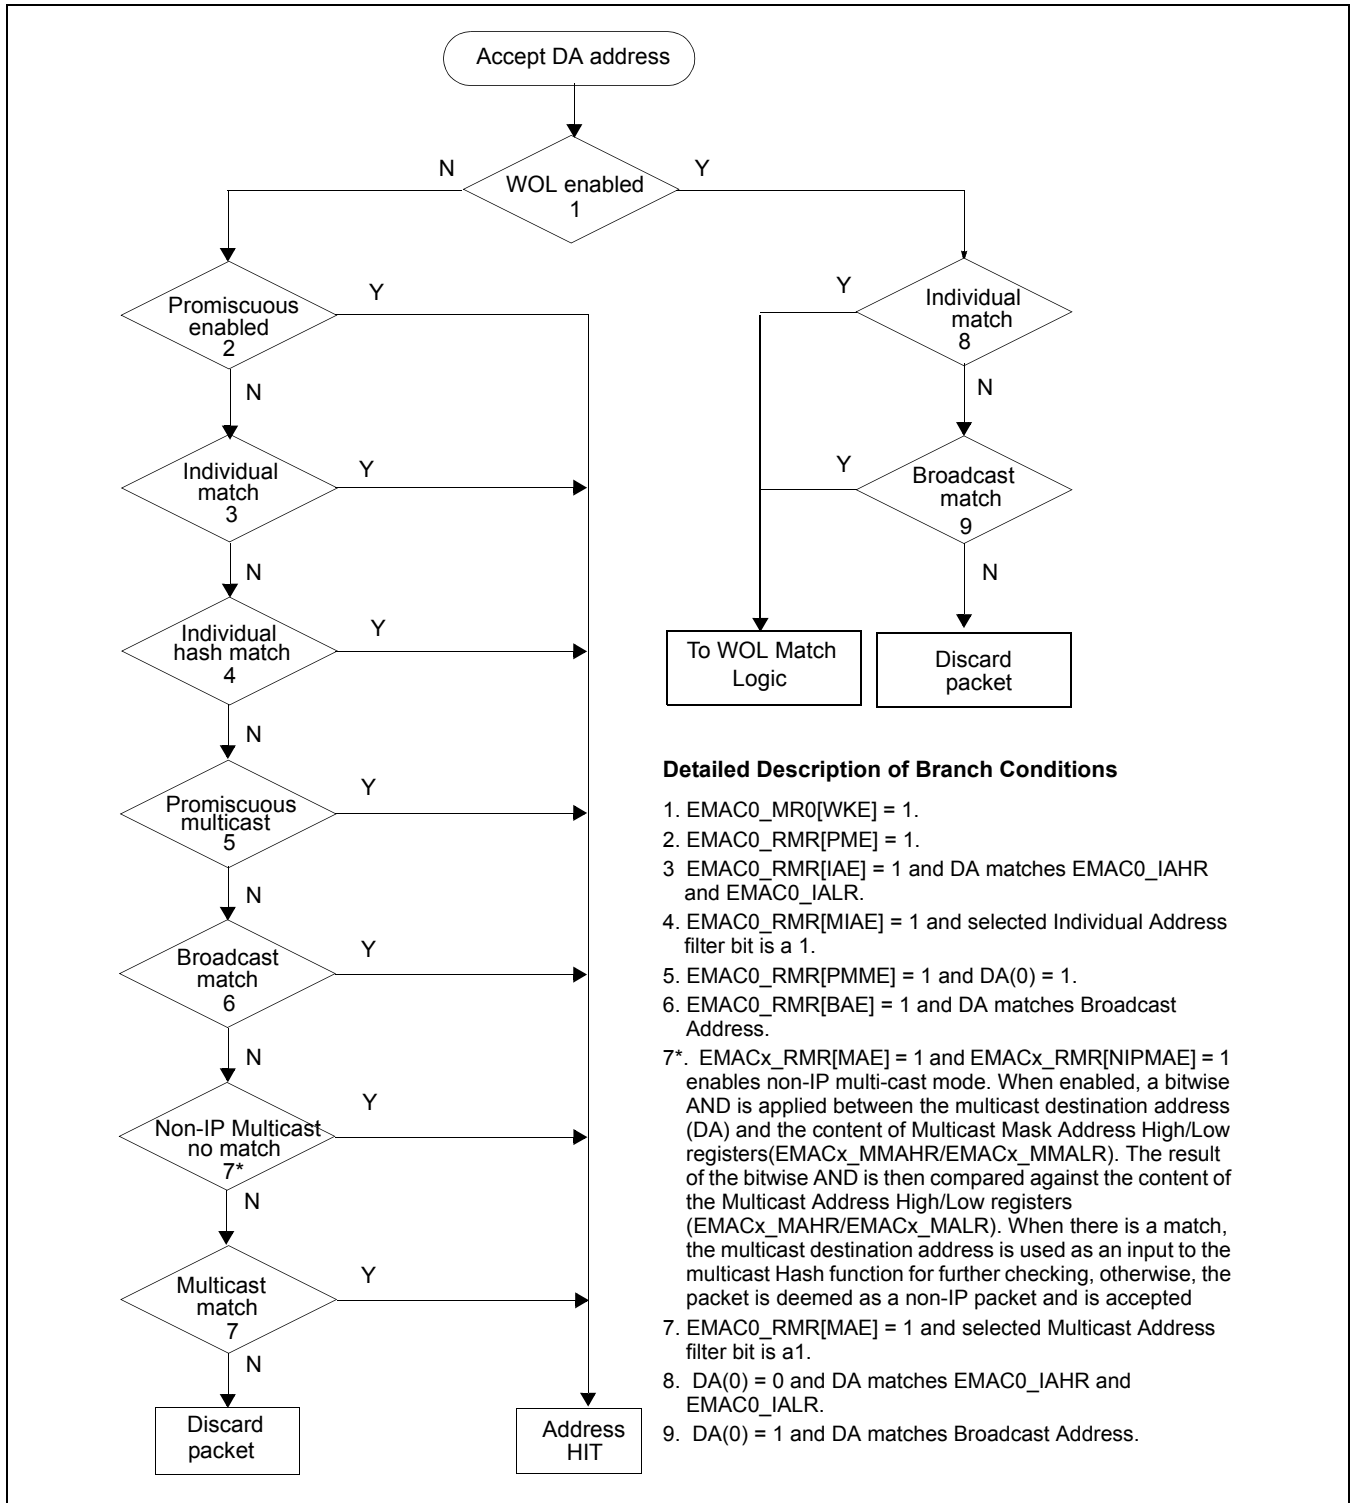 Accept DA address
N
Y
WOL enabled
1
Promiscuous
enabled
2
Y
N
Individual
match
3
Y
N
Individual
hash match
4
Y
N
Promiscuous
multicast
5
Y
N
Broadcast
match
6
Y
N
Non-IP Multicast
no match
7*
Y
N
Multicast
match
7
Y
N
Discard
packet
Address
HIT
Y
Individual
match
8
N
Y
Broadcast
match
9
N
To WOL Match
Logic
Discard
packet
Detailed Description of Branch Conditions
1. EMAC0_MR0[WKE] = 1.
2. EMAC0_RMR[PME] = 1.
3 EMAC0_RMR[IAE] = 1 and DA matches EMAC0_IAHR
and EMAC0_IALR.
4. EMAC0_RMR[MIAE] = 1 and selected Individual Address
filter bit is a 1.
5. EMAC0_RMR[PMME] = 1 and DA(0) = 1.
6. EMAC0_RMR[BAE] = 1 and DA matches Broadcast
Address.
7*. EMACx_RMR[MAE] = 1 and EMACx_RMR[NIPMAE] = 1
enables non-IP multi-cast mode. When enabled, a bitwise
AND is applied between the multicast destination address
(DA) and the content of Multicast Mask Address High/Low
registers(EMACx_MMAHR/EMACx_MMALR). The result
of the bitwise AND is then compared against the content of
the Multicast Address High/Low registers
(EMACx_MAHR/EMACx_MALR). When there is a match,
the multicast destination address is used as an input to the
multicast Hash function for further checking, otherwise, the
packet is deemed as a non-IP packet and is accepted
7. EMAC0_RMR[MAE] = 1 and selected Multicast Address
filter bit is a1.
8. DA(0) = 0 and DA matches EMAC0_IAHR and
EMAC0_IALR.
9. DA(0) = 1 and DA matches Broadcast Address.